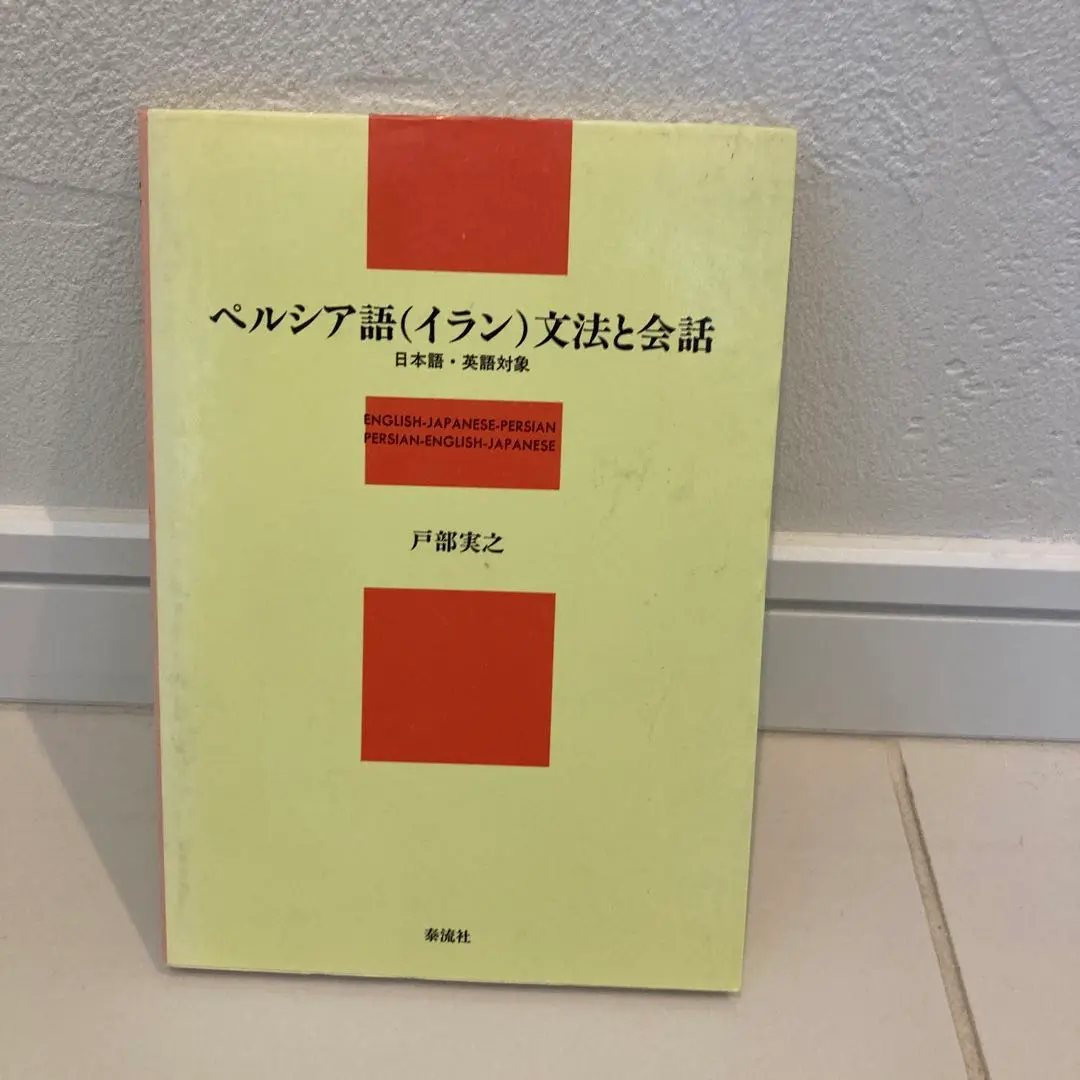 ペルシア語(イラン)文法と会話
日本語・英語対象
ENGLISH-JAPANESE-PERSIAN
PERSIAN-ENGLISH-JAPANESE
戸部実之
泰流社